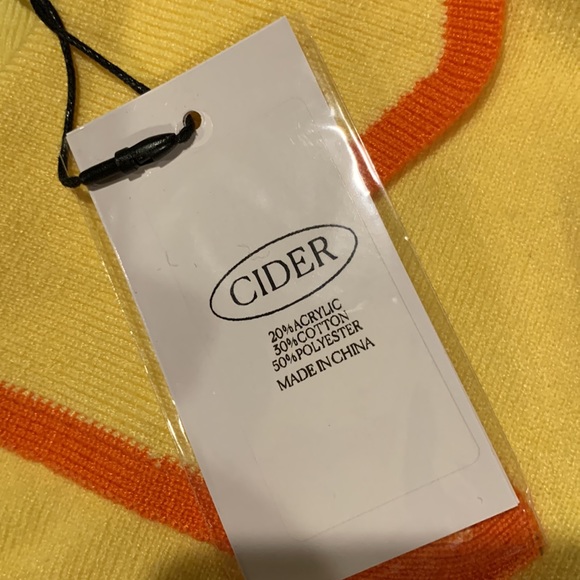 CIDER
20%ACRYLIC
30%COTTON
50%POLYESTER
MADE IN CHINA